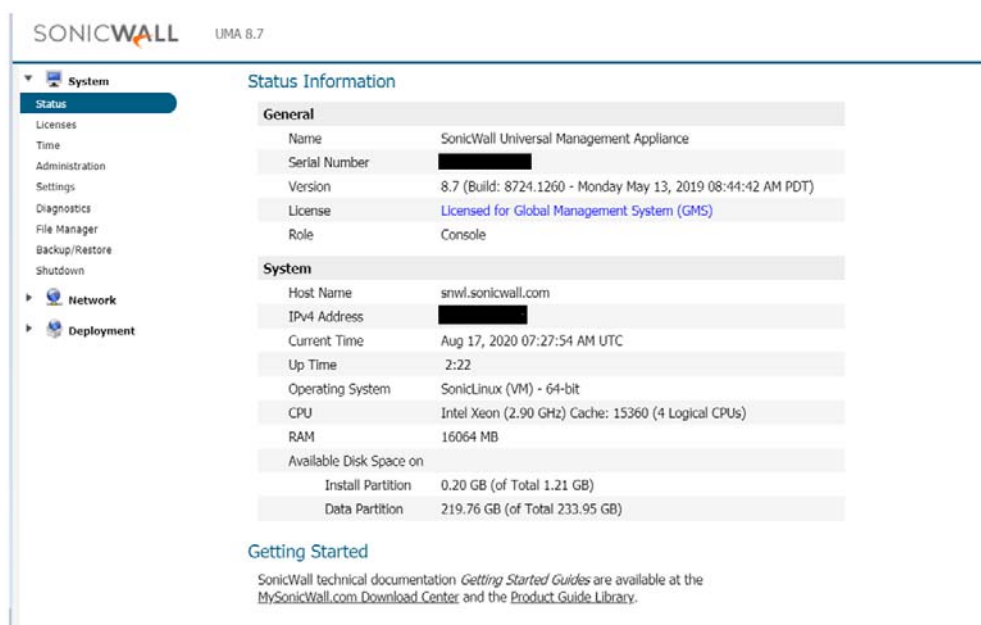 SONICWALL UMA 8.7
System
Status
Licenses
Time
Administration
Settings
Diagnostics
File Manager
Backup/Restore
Shutdown
Network
Deployment
Status Information
General
Name SonicWall Universal Management Appliance
Serial Number
Version 8.7 (Build: 8724.1260 - Monday May 13, 2019 08:44:42 AM PDT)
License Licensed for Global Management System (GMS)
Role Console
System
Host Name snwl.sonicwall.com
IPv4 Address
Current Time Aug 17, 2020 07:27:54 AM UTC
Up Time 2:22
Operating System SonicLinux (VM) - 64-bit
CPU Intel Xeon (2.90 GHz) Cache: 15360 (4 Logical CPUs)
RAM 16064 MB
Available Disk Space on
Install Partition 0.20 GB (of Total 1.21 GB)
Data Partition 219.76 GB (of Total 233.95 GB)
Getting Started
SonicWall technical documentation Getting Started Guides are available at the
MySonicWall.com Download Center and the Product Guide Library.